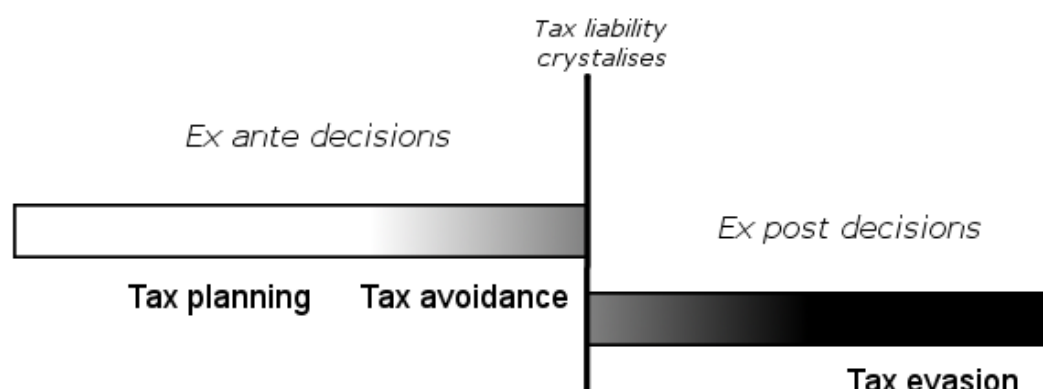 Tax liability
crystalises
Ex ante decisions
Ex post decisions
Tax planning
Tax avoidance
Tax evasion